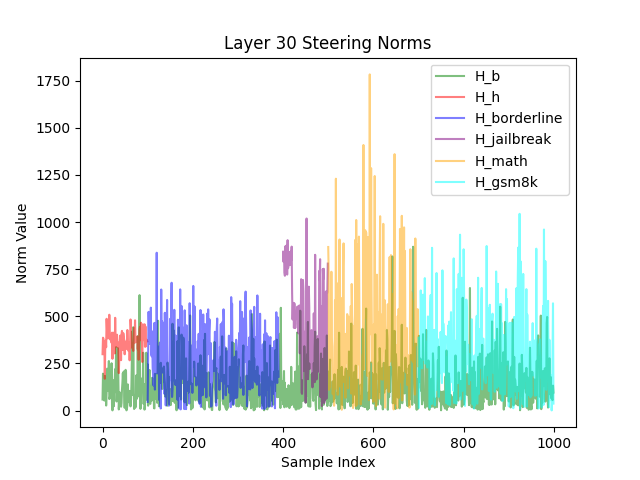 Layer 30 Steering Norms
Norm Value
1750
1500
1250
1000
750
500
250
0
H_b
H_h
H_borderline
H_jailbreak
H_math
H_gsm8k
0 200 400 600 800 1000
Sample Index